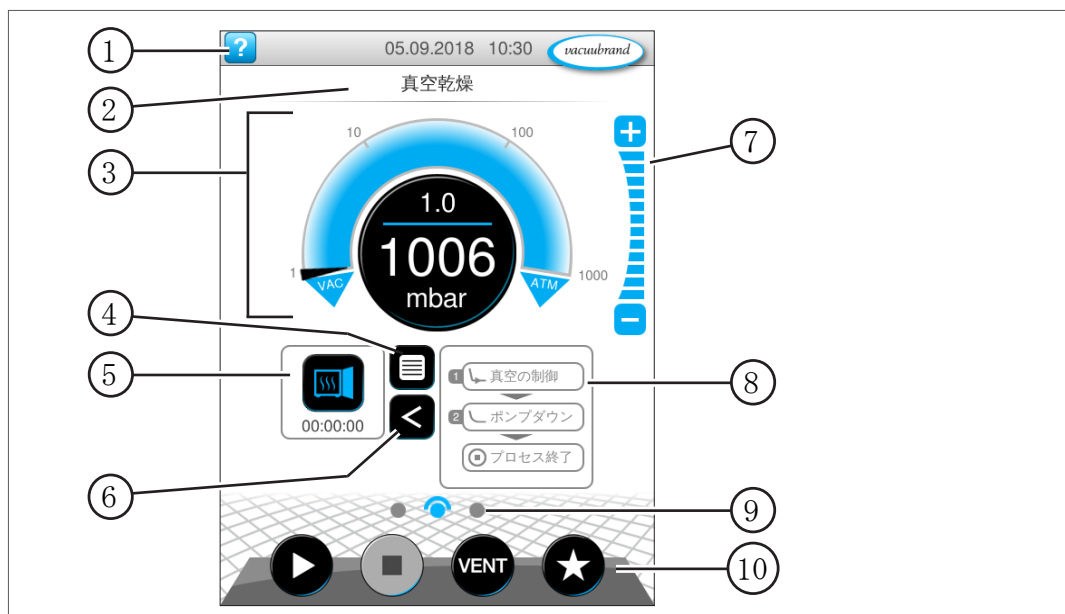 ① ? 05.09.2018 10:30 vacuubrand
② 真空乾燥
10 100
③ ⑦ + −
1.0
1006
mbar
1 VAC ATM 1000
④
⑤ 00:00:00
⑥ <
1 真空の制御 ⑧
2 ポンプダウン
プロセス終了
⑨
VENT ⑩